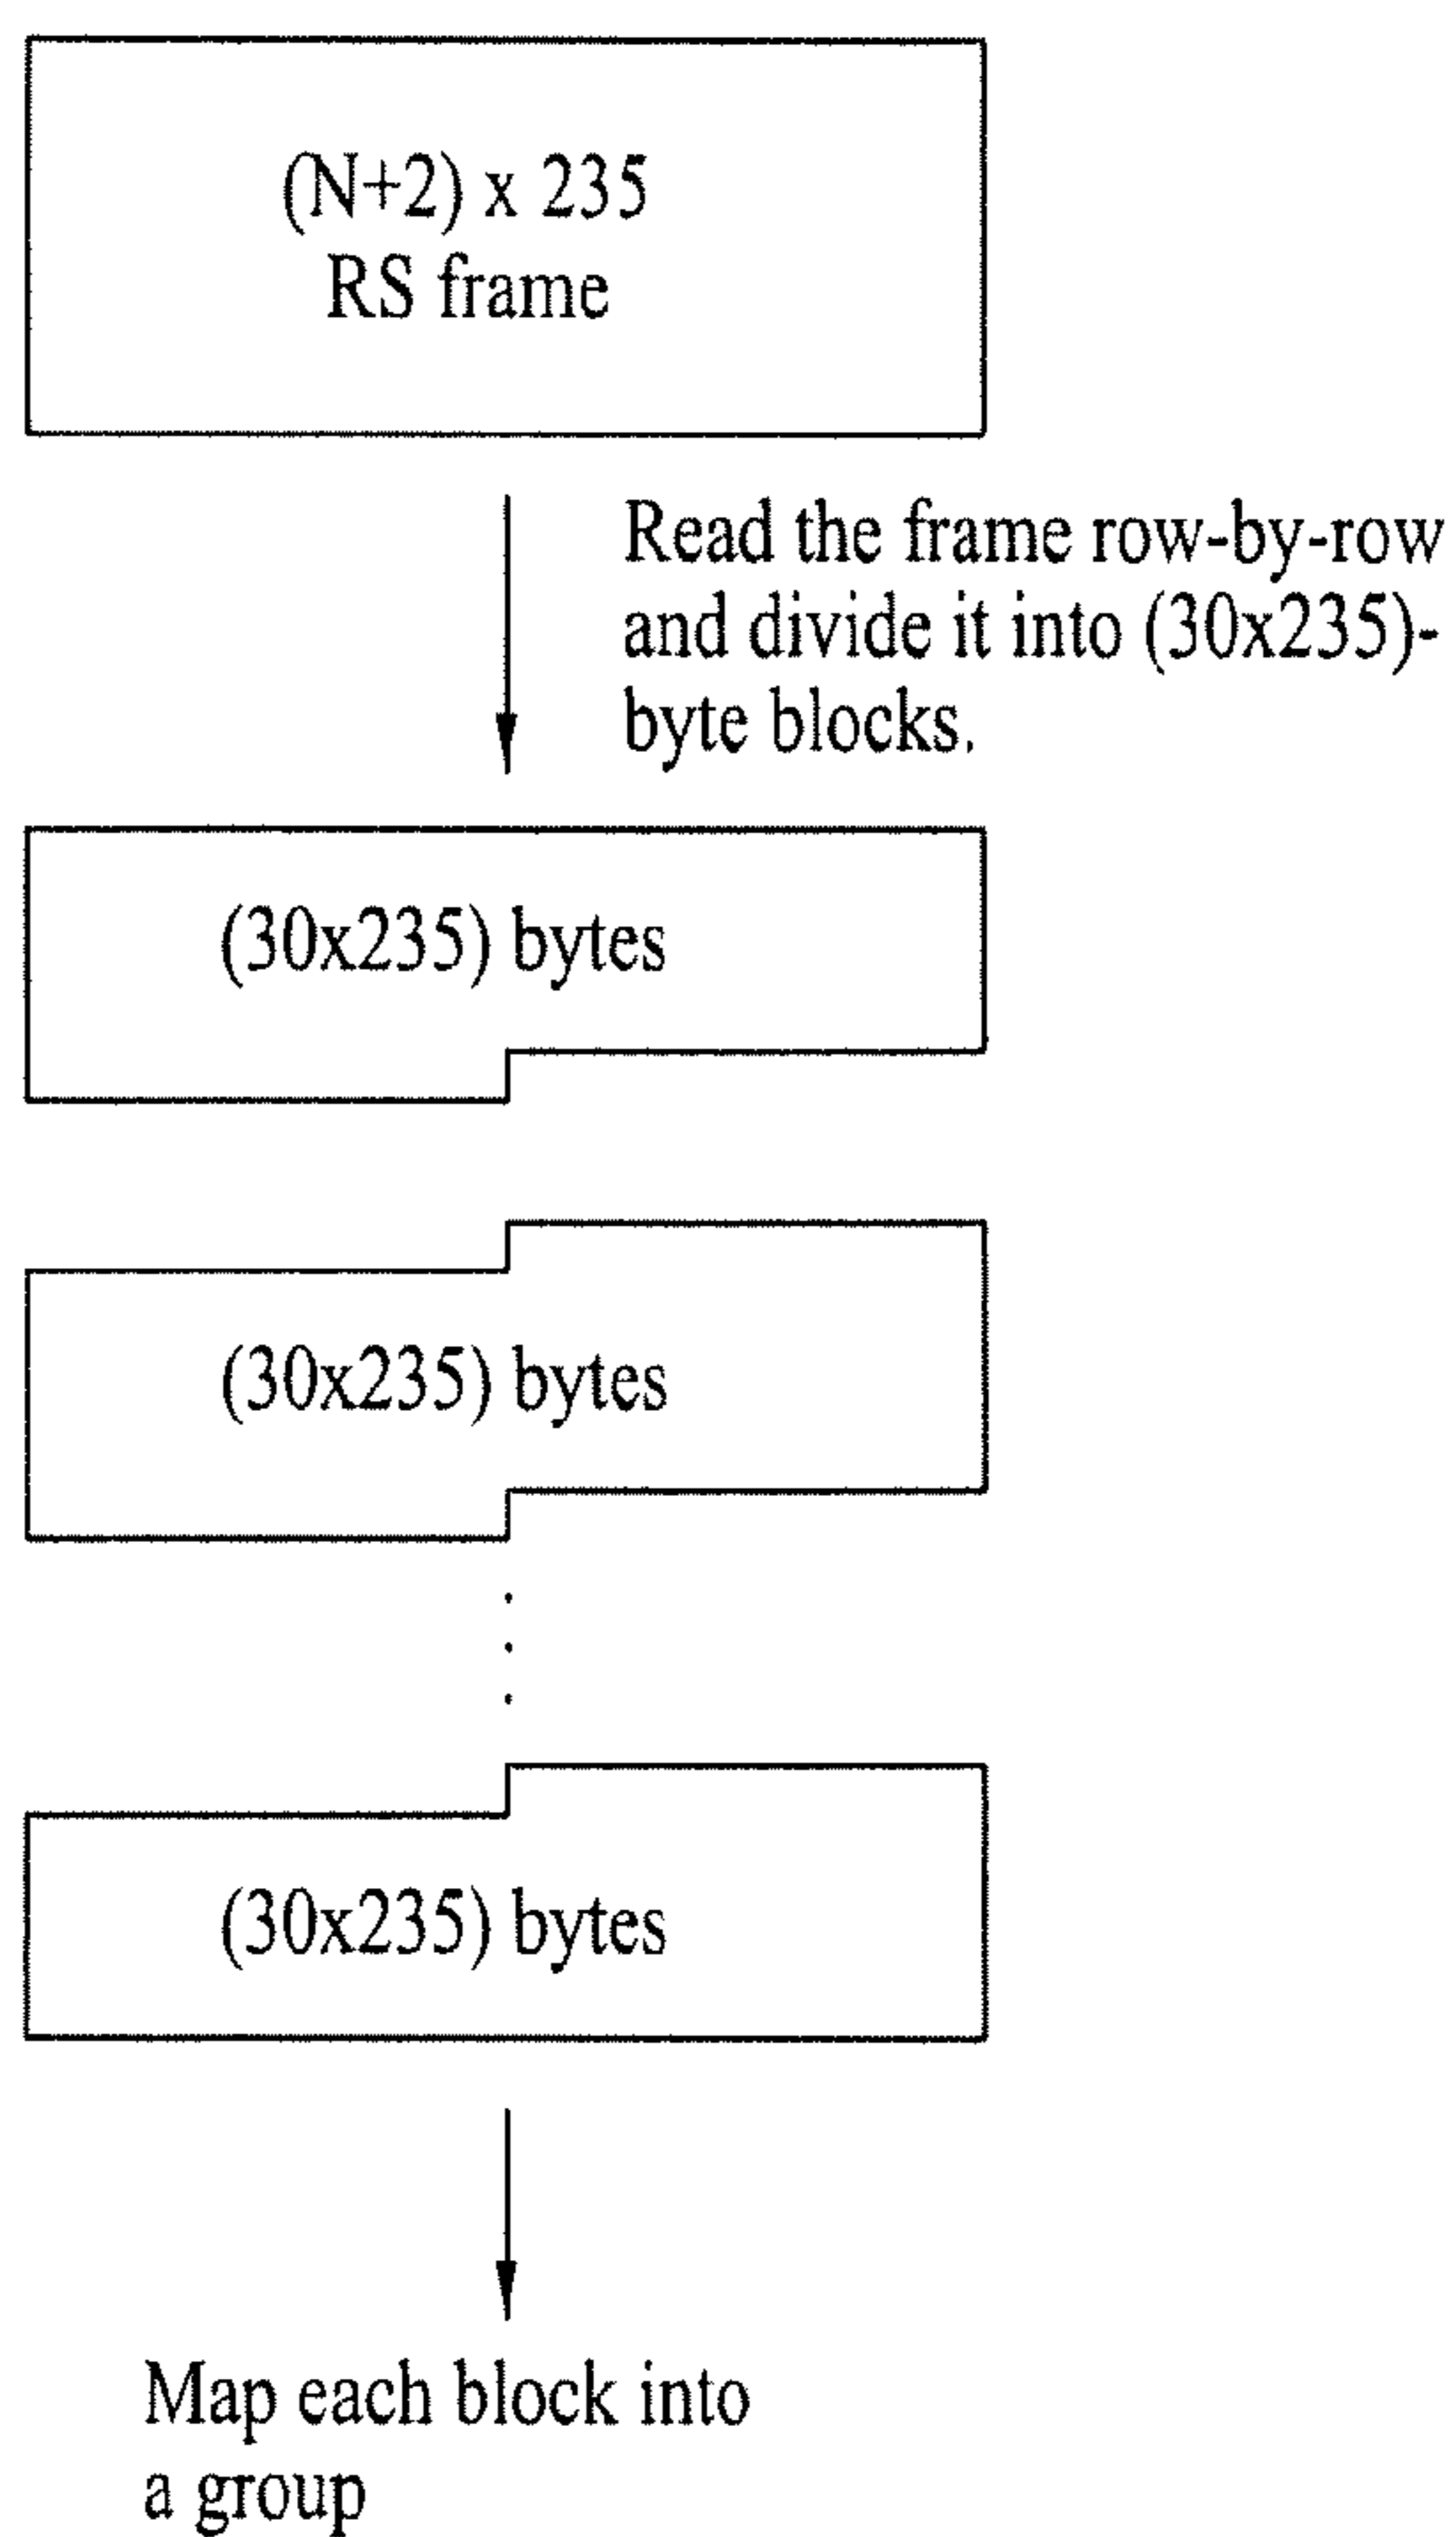 (N+2) x 235
RS frame
Read the frame row-by-row
and divide it into (30x235)-
byte blocks.
(30x235) bytes
(30x235) bytes
(30x235) bytes
Map each block into
a group